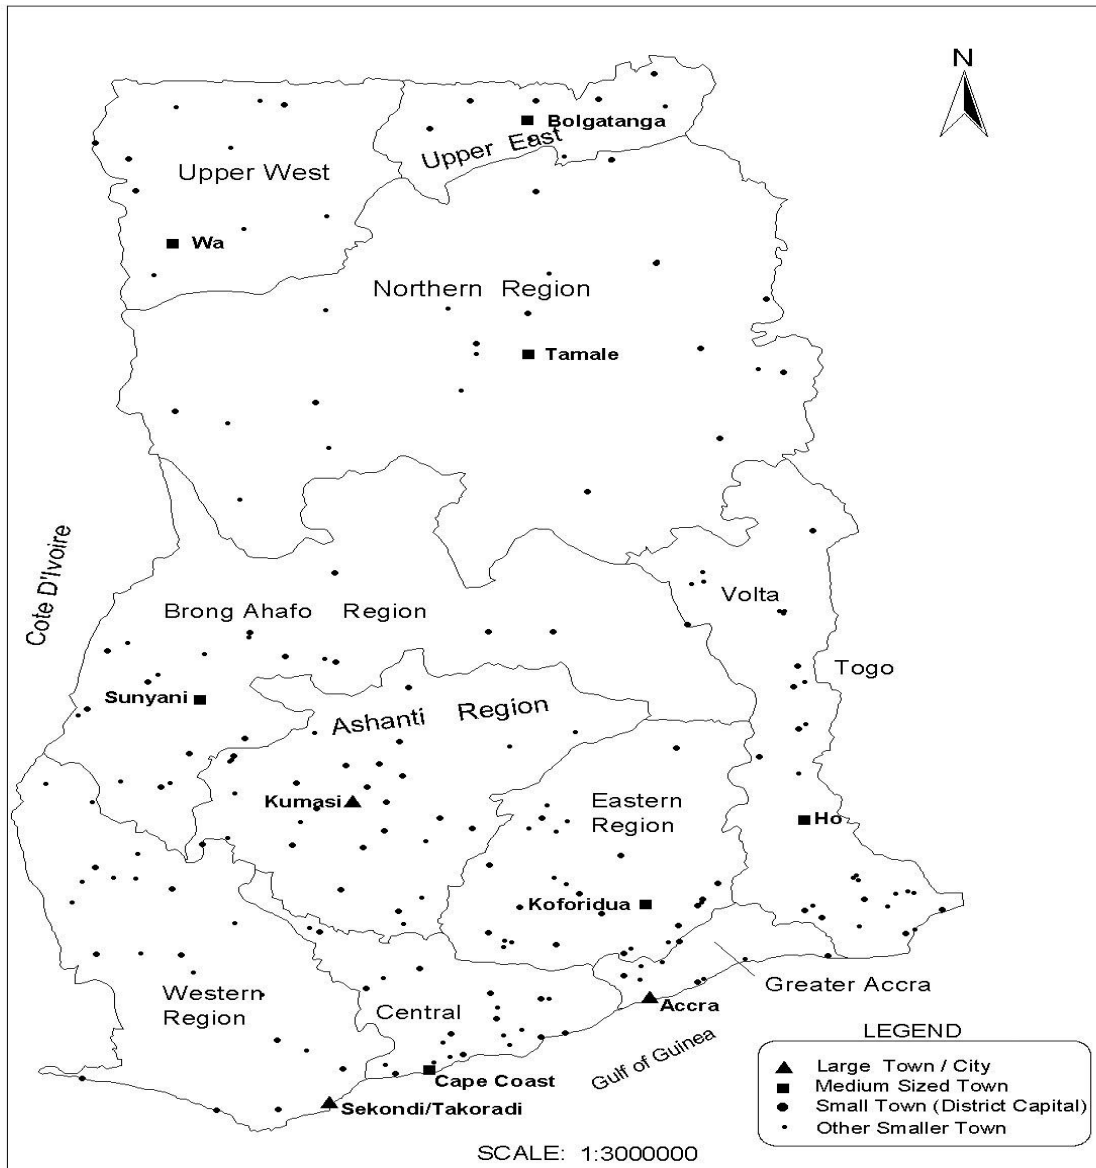 N
Bolgatanga
Upper East
Upper West
Wa
Northern Region
Tamale
Cote D'Ivoire
Volta
Brong Ahafo Region
Togo
Sunyani
Ashanti Region
Kumasi
Eastern
Region
Ho
Koforidua
Western
Region
Central
Greater Accra
Accra
Gulf of Guinea
Cape Coast
Sekondi/Takoradi
LEGEND
Large Town / City
Medium Sized Town
Small Town (District Capital)
Other Smaller Town
SCALE: 1:3000000